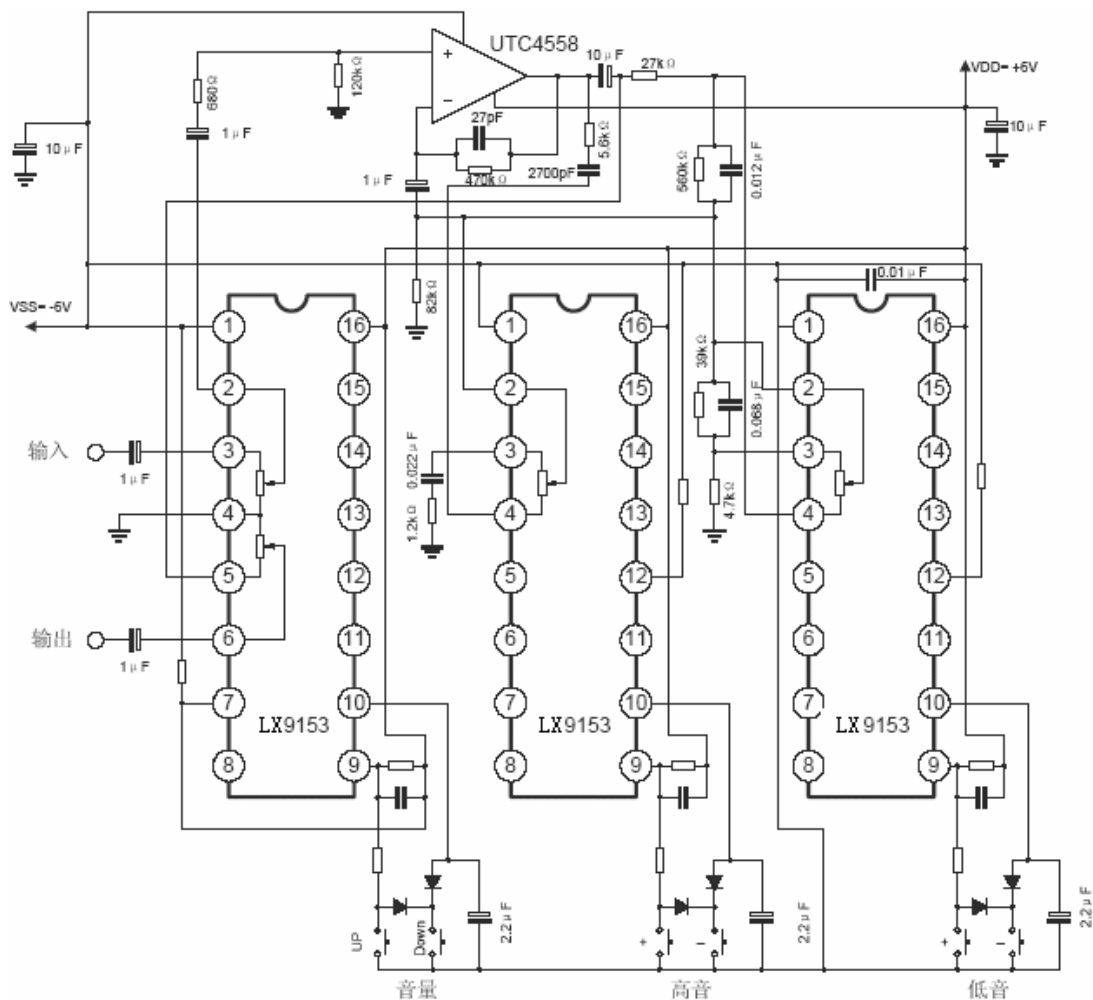 UTC4558
680Ω
120kΩ
1μF
10μF
27kΩ
VDD= +6V
10μF
10μF
27pF
470kΩ
1μF
5.6kΩ
2700pF
560kΩ
0.012μF
VSS= -6V
82kΩ
0.01μF
39kΩ
0.068μF
4.7kΩ
输入
1μF
0.022μF
1.2kΩ
输出
1μF
1 16
2 15
3 14
4 13
5 12
6 11
7 10
8 9
LX9153
1 16
2 15
3 14
4 13
5 12
6 11
7 10
8 9
LX9153
1 16
2 15
3 14
4 13
5 12
6 11
7 10
8 9
LX9153
UP
Down
2.2μF
+
−
2.2μF
+
−
2.2μF
音量
高音
低音